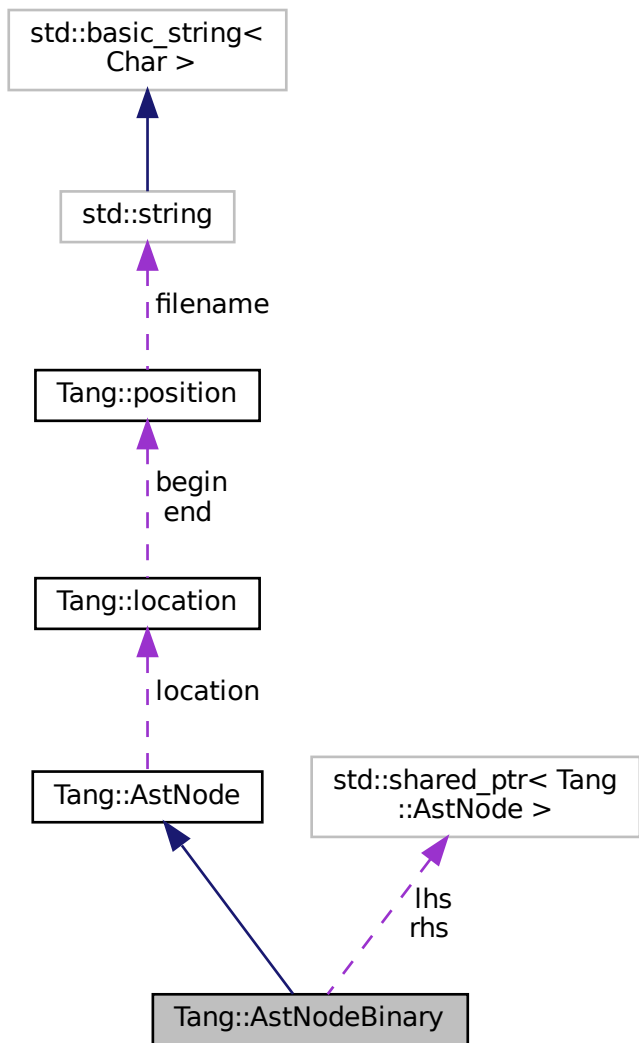 std::basic_string<
Char >
std::string
filename
Tang::position
begin
end
Tang::location
location
Tang::AstNode
std::shared_ptr< Tang
::AstNode >
lhs
rhs
Tang::AstNodeBinary